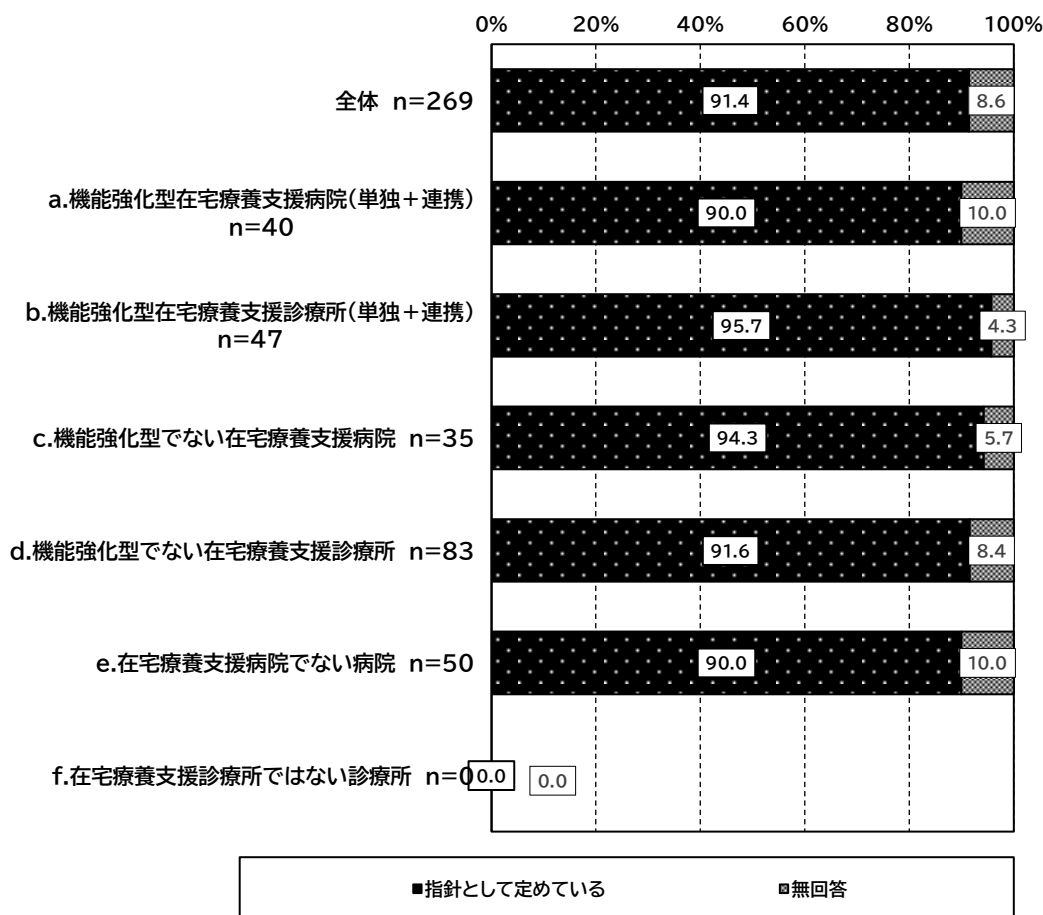 0% 20% 40% 60% 80% 100%
全体 n=269 91.4 8.6
a.機能強化型在宅療養支援病院(単独+連携)
n=40 90.0 10.0
b.機能強化型在宅療養支援診療所(単独+連携)
n=47 95.7 4.3
c.機能強化型でない在宅療養支援病院 n=35 94.3 5.7
d.機能強化型でない在宅療養支援診療所 n=83 91.6 8.4
e.在宅療養支援病院でない病院 n=50 90.0 10.0
f.在宅療養支援診療所ではない診療所 n=0 0.0 0.0
■指針として定めている ■無回答